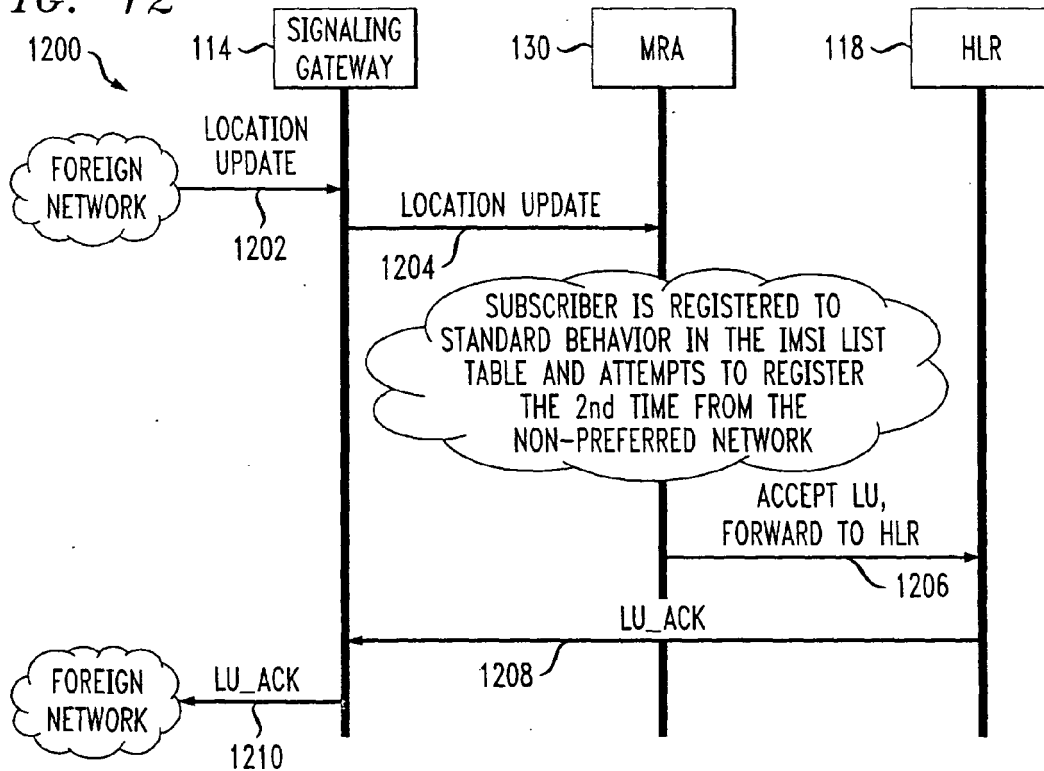 FIG. 12
1200
114
SIGNALING
GATEWAY
130
MRA
118
HLR
FOREIGN
NETWORK
LOCATION
UPDATE
1202
LOCATION UPDATE
1204
SUBSCRIBER IS REGISTERED TO
STANDARD BEHAVIOR IN THE IMSI LIST
TABLE AND ATTEMPTS TO REGISTER
THE 2nd TIME FROM THE
NON-PREFERRED NETWORK
ACCEPT LU,
FORWARD TO HLR
1206
LU_ACK
1208
FOREIGN
NETWORK
LU_ACK
1210